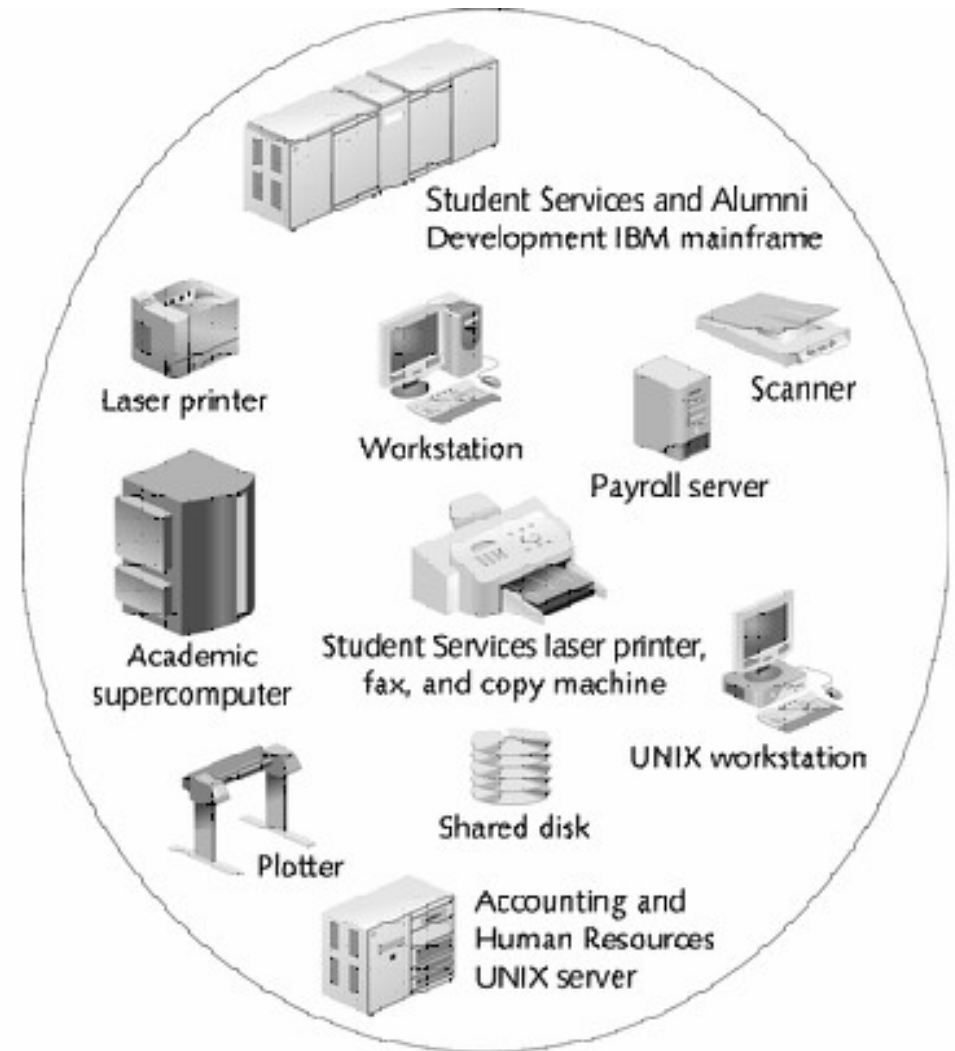 Student Services and Alumni
Development IBM mainframe
Laser printer
Workstation
Scanner
Payroll server
Academic
supercomputer
Student Services laser printer,
fax, and copy machine
UNIX workstation
Shared disk
Plotter
Accounting and
Human Resources
UNIX server